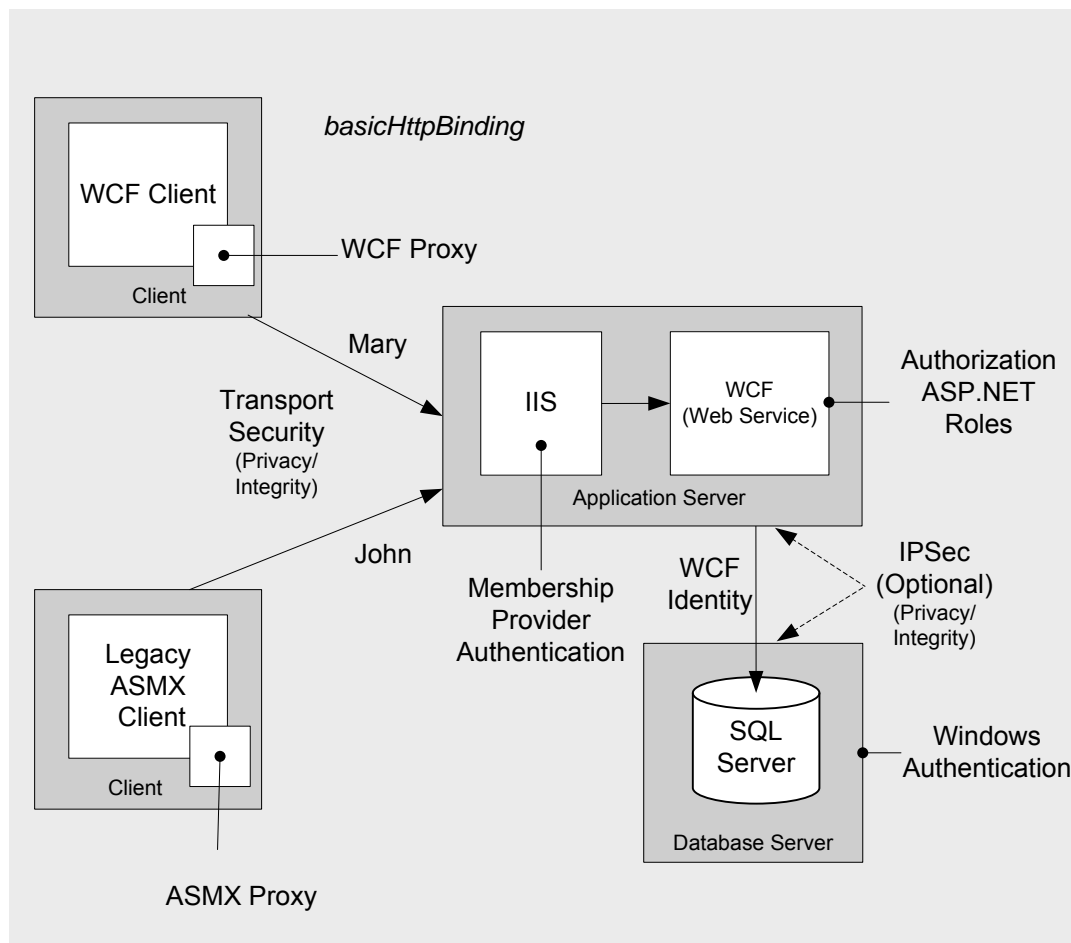 basicHttpBinding
WCF Client
WCF Proxy
Client
Mary
Transport
Security
(Privacy/
Integrity)
IIS
WCF
(Web Service)
Application Server
Authorization
ASP.NET
Roles
John
Membership
Provider
Authentication
WCF
Identity
IPSec
(Optional)
(Privacy/
Integrity)
Legacy
ASMX
Client
Client
ASMX Proxy
SQL
Server
Database Server
Windows
Authentication